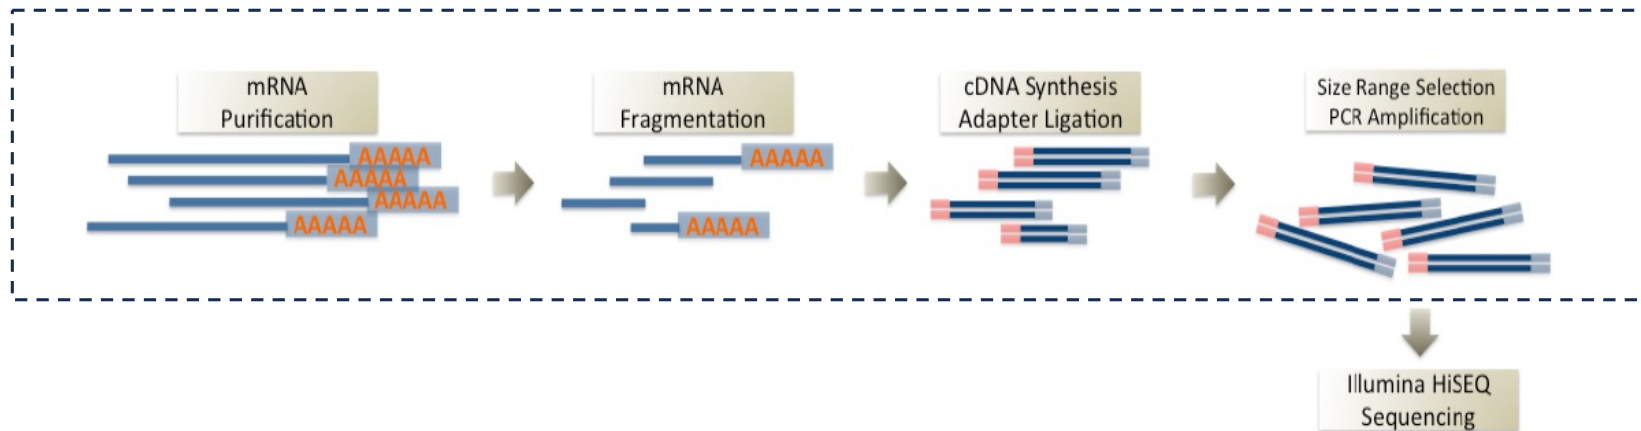 mRNA
Purification
AAAAA
AAAAA
AAAAA
AAAAA
mRNA
Fragmentation
AAAAA
AAAAA
cDNA Synthesis
Adapter Ligation
Size Range Selection
PCR Amplification
Illumina HiSEQ
Sequencing